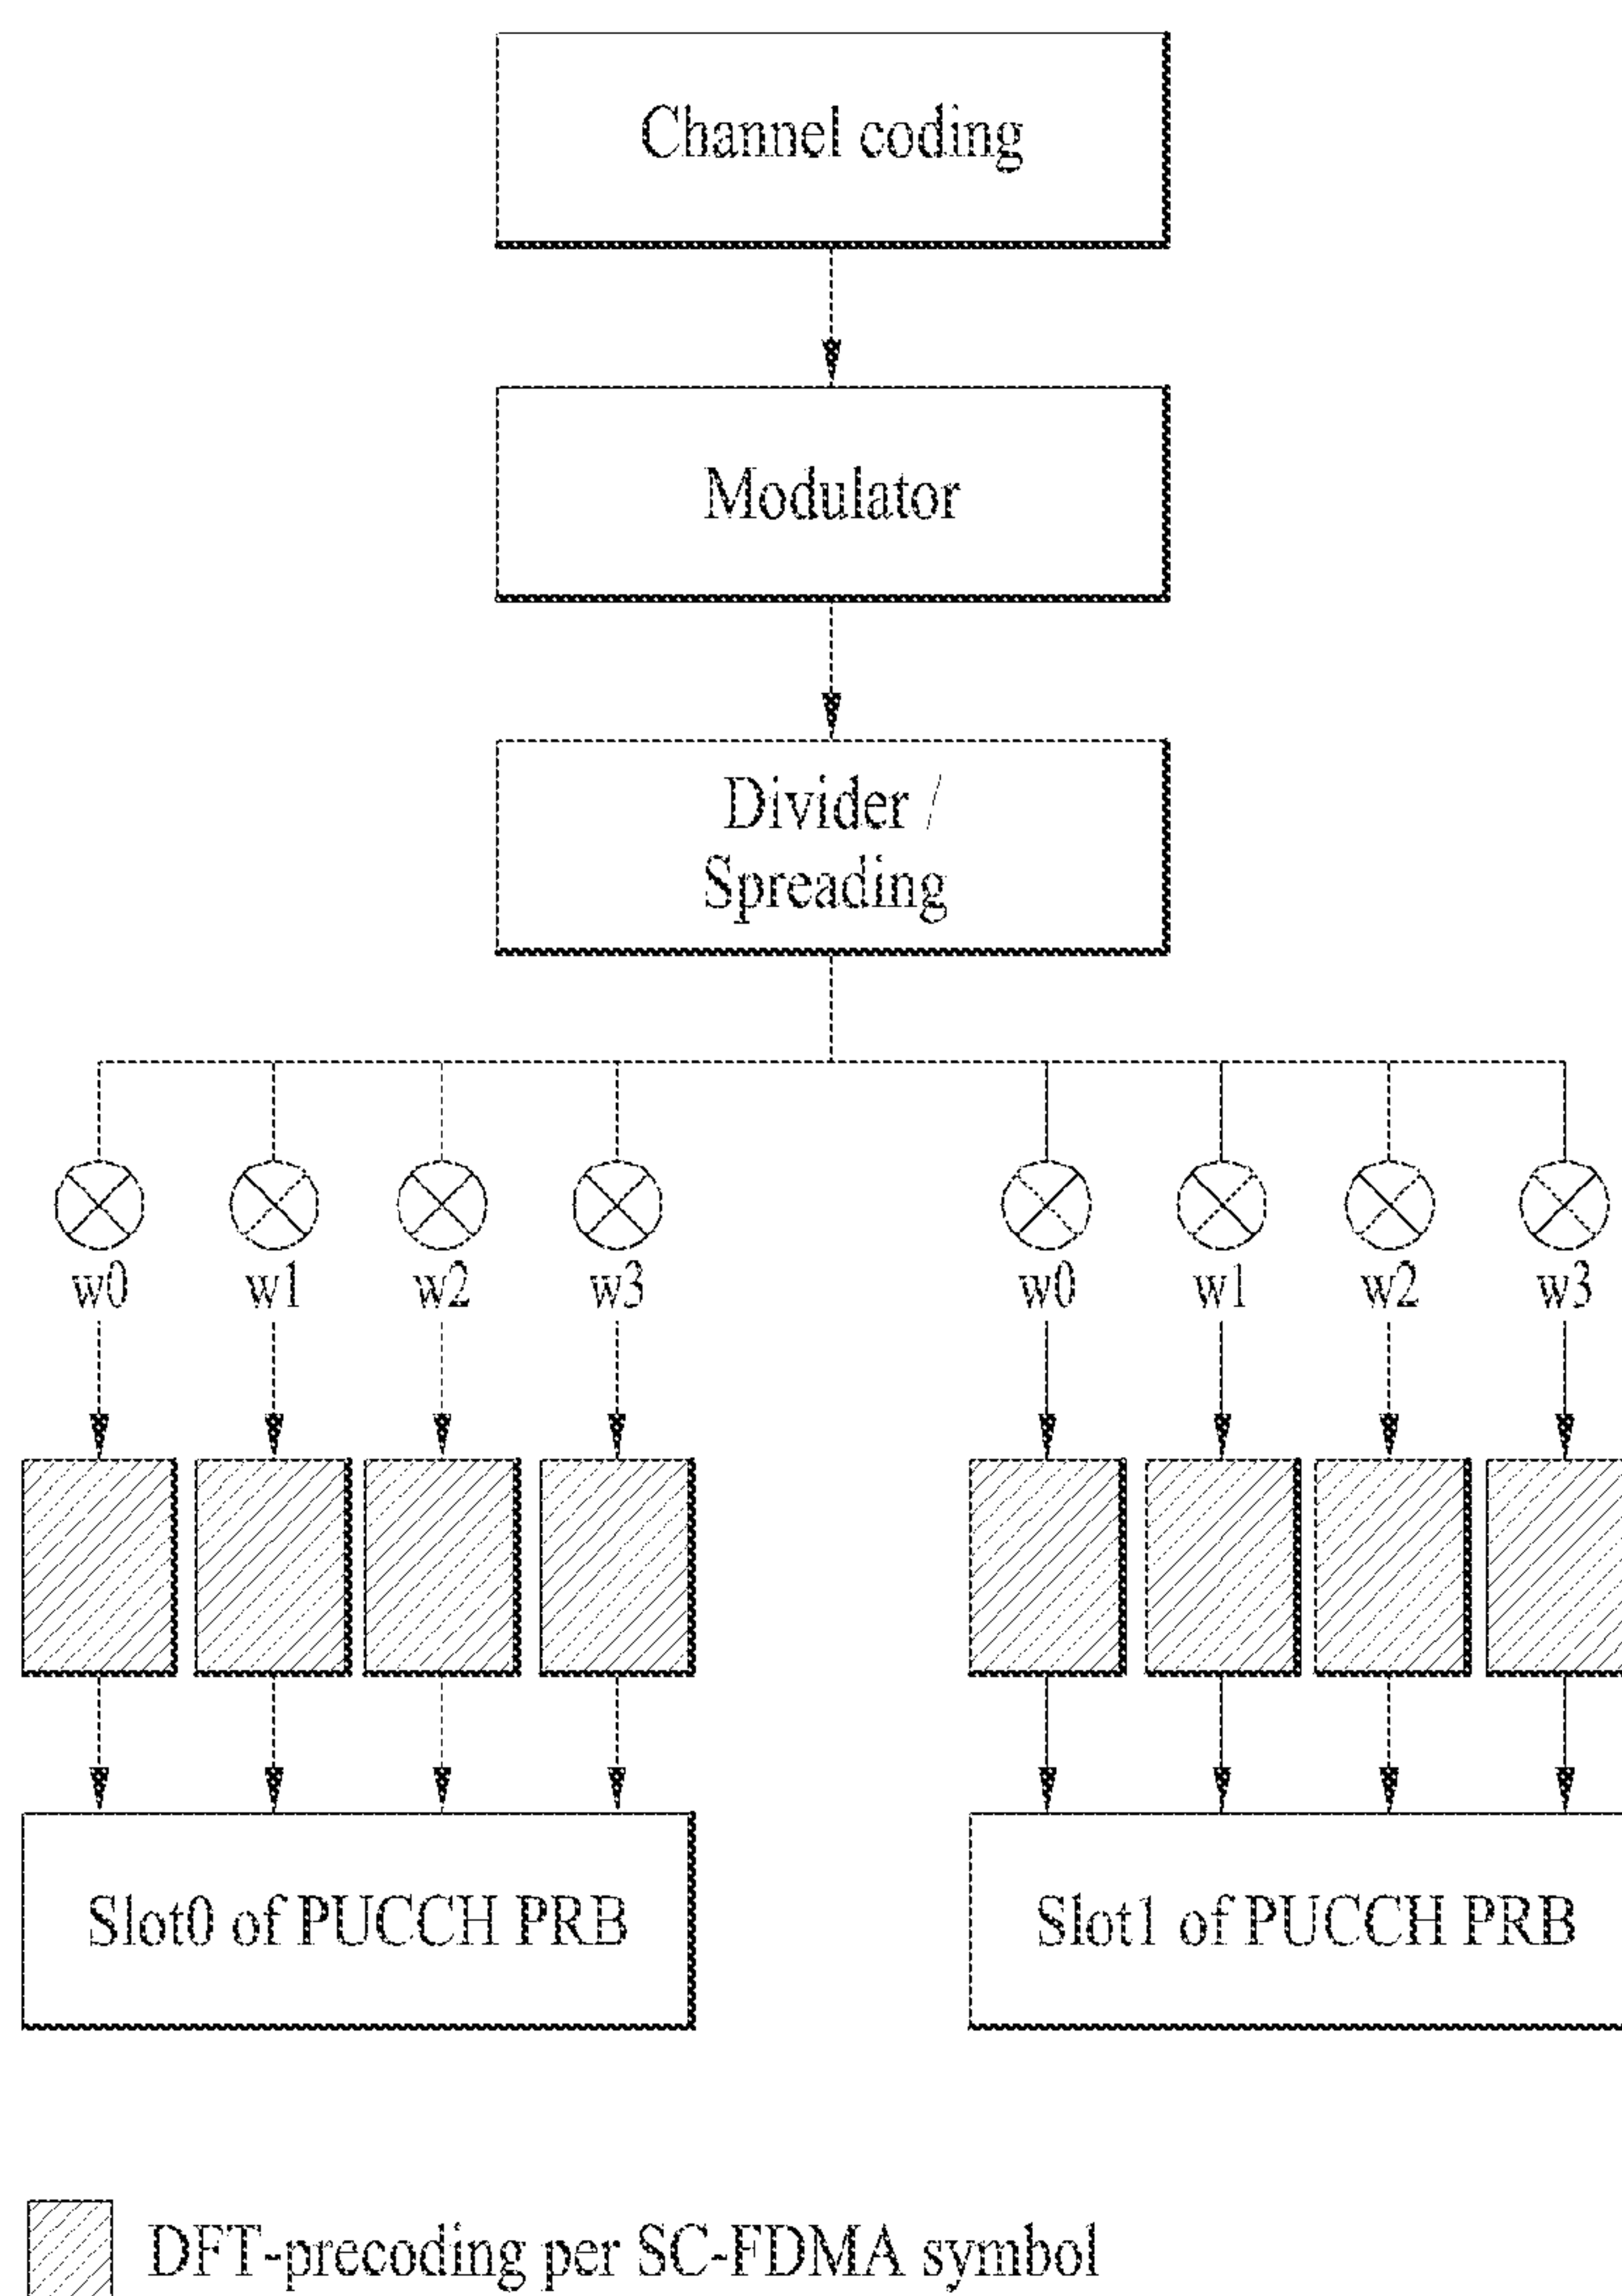 Channel coding
Modulator
Divider /
Spreading
w0 w1 w2 w3 w0 w1 w2 w3
Slot0 of PUCCH PRB Slot1 of PUCCH PRB
DFT-precoding per SC-FDMA symbol